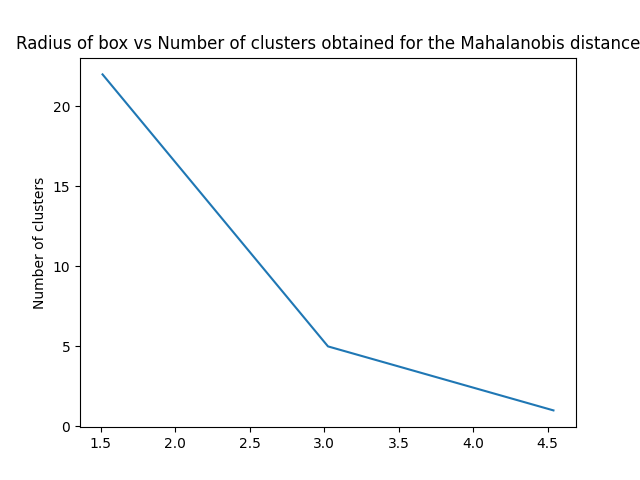 Radius of box vs Number of clusters obtained for the Mahalanobis distance
Number of clusters
20
15
10
5
0
1.5 2.0 2.5 3.0 3.5 4.0 4.5